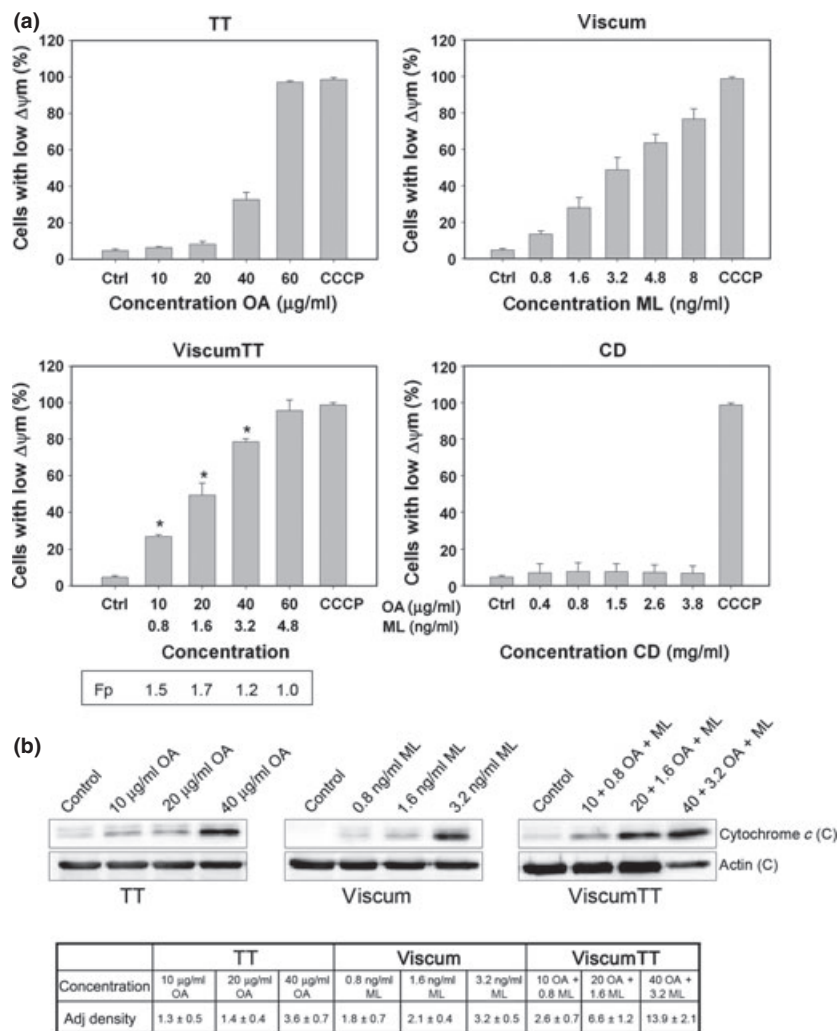 (a)
TT
Cells with low Δψm (%)
120
100
80
60
40
20
0
Ctrl 10 20 40 60 CCCP
Concentration OA (µg/ml)
Viscum
Cells with low Δψm (%)
120
100
80
60
40
20
0
Ctrl 0.8 1.6 3.2 4.8 8 CCCP
Concentration ML (ng/ml)
ViscumTT
Cells with low Δψm (%)
120
100
80
60
40
20
0
* * *
Ctrl 10 20 40 60 CCCP OA (µg/ml)
0.8 1.6 3.2 4.8 ML (ng/ml)
Concentration
Fp 1.5 1.7 1.2 1.0
CD
Cells with low Δψm (%)
120
100
80
60
40
20
0
Ctrl 0.4 0.8 1.5 2.6 3.8 CCCP
Concentration CD (mg/ml)
(b)
Control 10 µg/ml OA 20 µg/ml OA 40 µg/ml OA
Control 0.8 ng/ml ML 1.6 ng/ml ML 3.2 ng/ml ML
Control 10 + 0.8 OA + ML 20 + 1.6 OA + ML 40 + 3.2 OA + ML
Cytochrome c (C)
Actin (C)
TT Viscum ViscumTT
TT Viscum ViscumTT
Concentration 10 µg/ml OA 20 µg/ml OA 40 µg/ml OA 0.8 ng/ml ML 1.6 ng/ml ML 3.2 ng/ml ML 10 OA + 0.8 ML 20 OA + 1.6 ML 40 OA + 3.2 ML
Adj density 1.3 ± 0.5 1.4 ± 0.4 3.6 ± 0.7 1.8 ± 0.7 2.1 ± 0.4 3.2 ± 0.5 2.6 ± 0.7 6.6 ± 1.2 13.9 ± 2.1